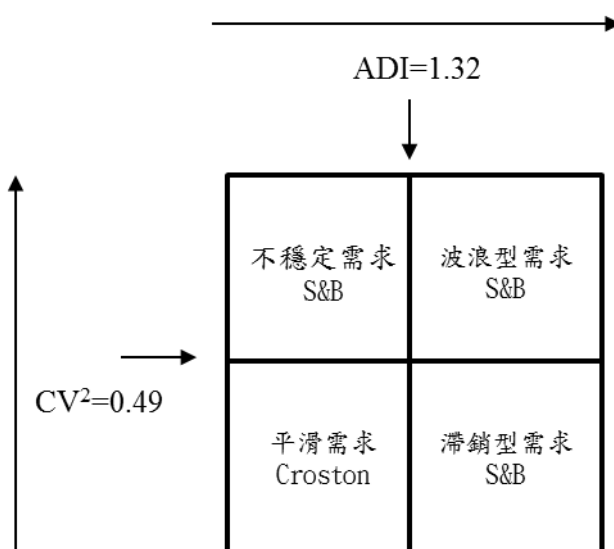 ADI=1.32
不穩定需求
S&B
波浪型需求
S&B
CV²=0.49
平滑需求
Croston
滯銷型需求
S&B